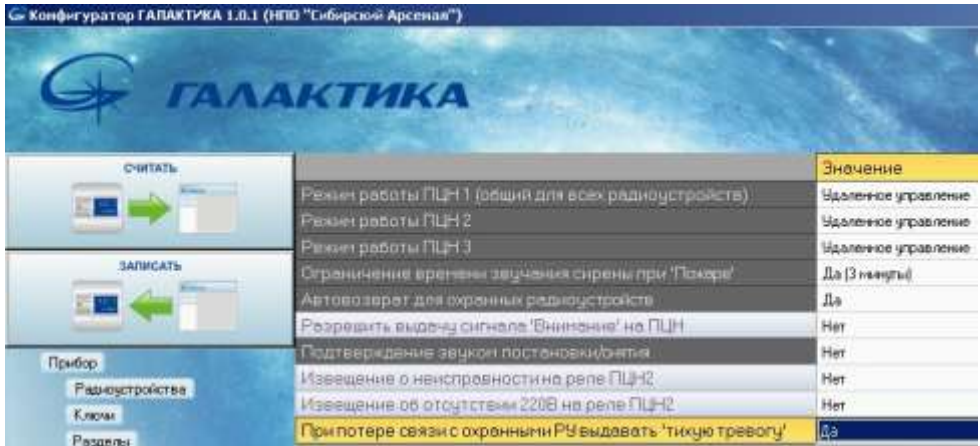 Конфигуратор ГАЛАКТИКА 1.0.1 (НПО "Сибирский Арсенал")
ГАЛАКТИКА
СЧИТАТЬ
ЗАПИСАТЬ
Прибор
Радиоустройства
Ключи
Разделы
Значение
Режим работы ПЦН 1 (общий для всех радиоустройств) Удаленное управление
Режим работы ПЦН 2 Удаленное управление
Режим работы ПЦН 3 Удаленное управление
Ограничение времени звучания сирены при 'Пожаре' Да (3 минуты)
Автовозврат для охранных радиоустройств Да
Разрешить выдачу сигнала 'Внимание' на ПЦН Нет
Подтверждение звуком постановки/снятия Нет
Извещение о неисправности на реле ПЦН2 Нет
Извещение об отсутствии 220В на реле ПЦН2 Нет
При потере связи с охранными РУ выдавать 'тихую тревогу' Да